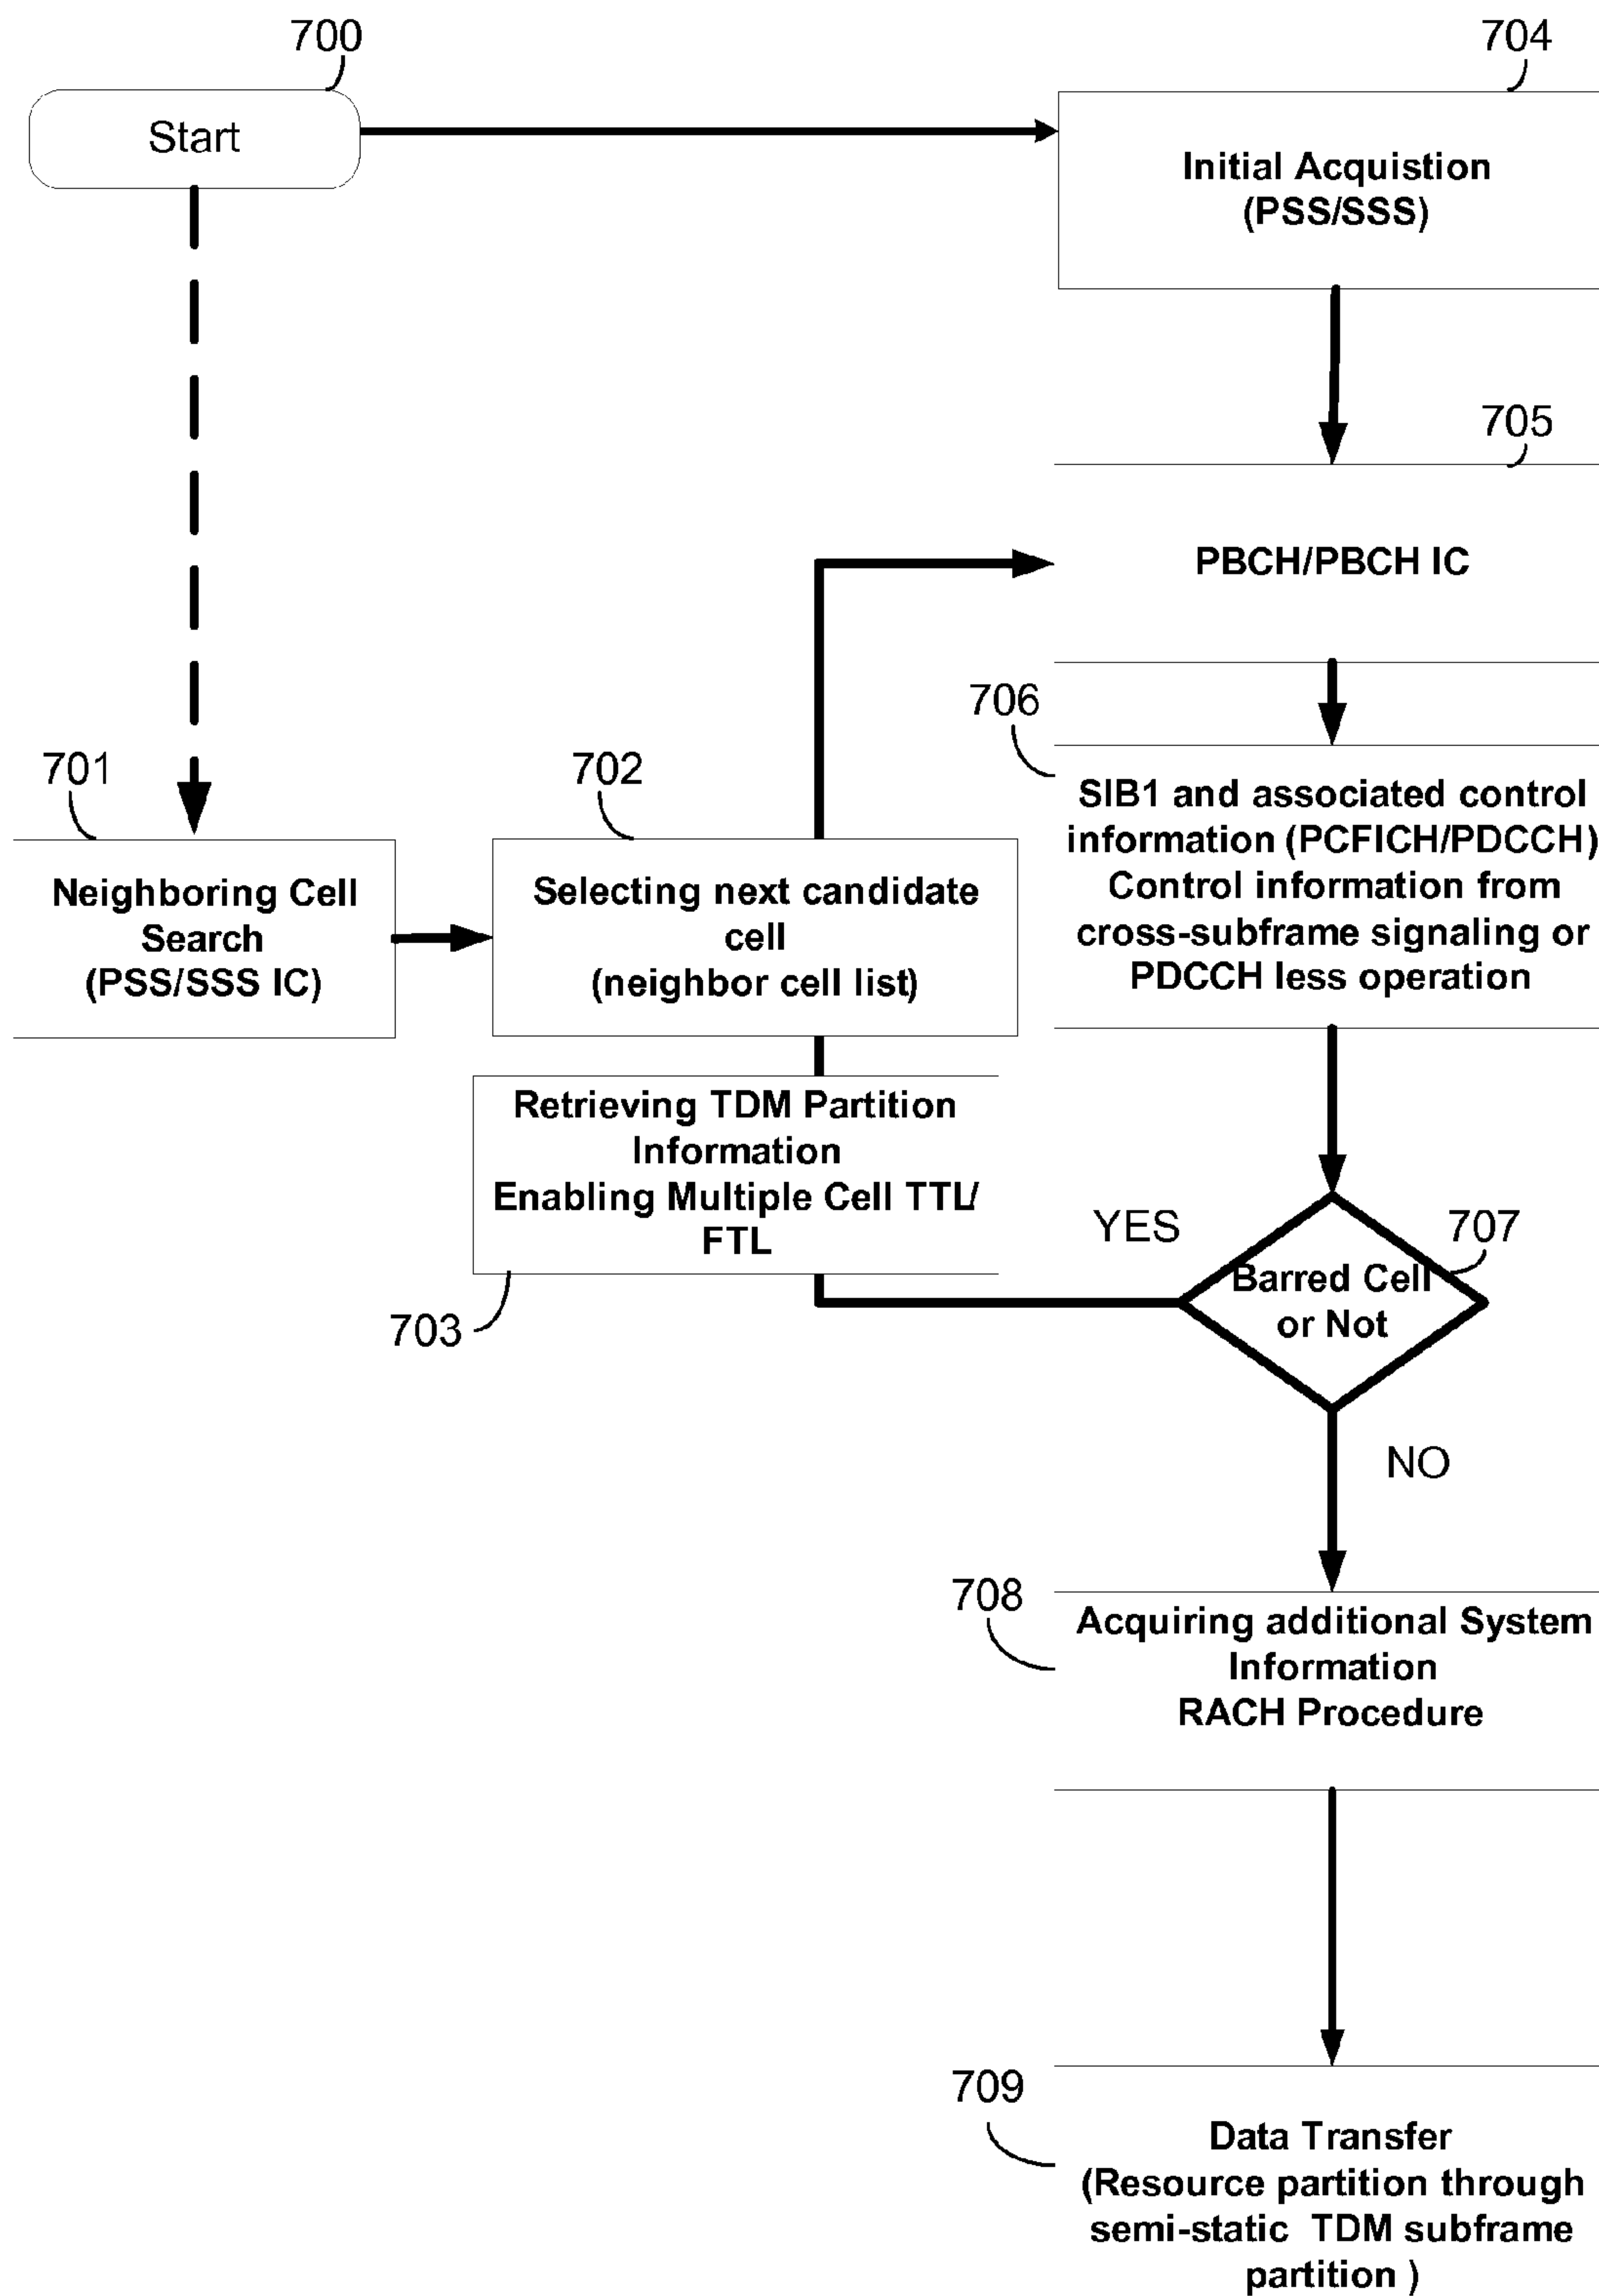 700
704
Start
Initial Acquistion
(PSS/SSS)
705
PBCH/PBCH IC
706
701
702
SIB1 and associated control
information (PCFICH/PDCCH)
Control information from
cross-subframe signaling or
PDCCH less operation
Neighboring Cell
Search
(PSS/SSS IC)
Selecting next candidate
cell
(neighbor cell list)
Retrieving TDM Partition
Information
Enabling Multiple Cell TTL/
FTL
703
YES
707
Barred Cell
or Not
NO
708
Acquiring additional System
Information
RACH Procedure
709
Data Transfer
(Resource partition through
semi-static TDM subframe
partition )